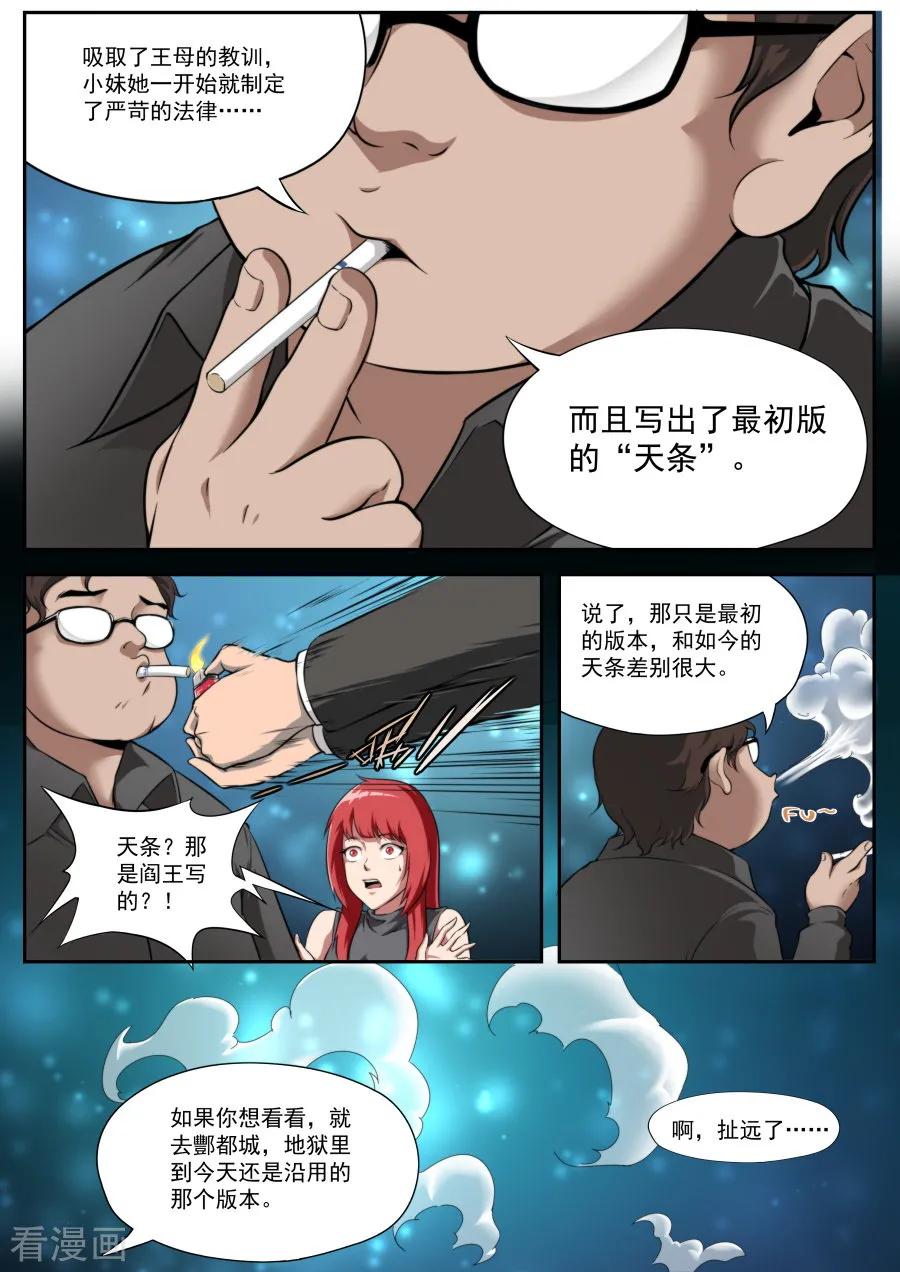 吸取了王母的教训，
小妹她一开始就制定
了严苛的法律……
而且写出了最初版
的“天条”。
天条？那
是阎王写
的？！
说了，那只是最初
的版本，和如今的
天条差别很大。
FU~
如果你想看看，就
去酆都城，地狱里
到今天还是沿用的
那个版本。
啊，扯远了……
看漫画